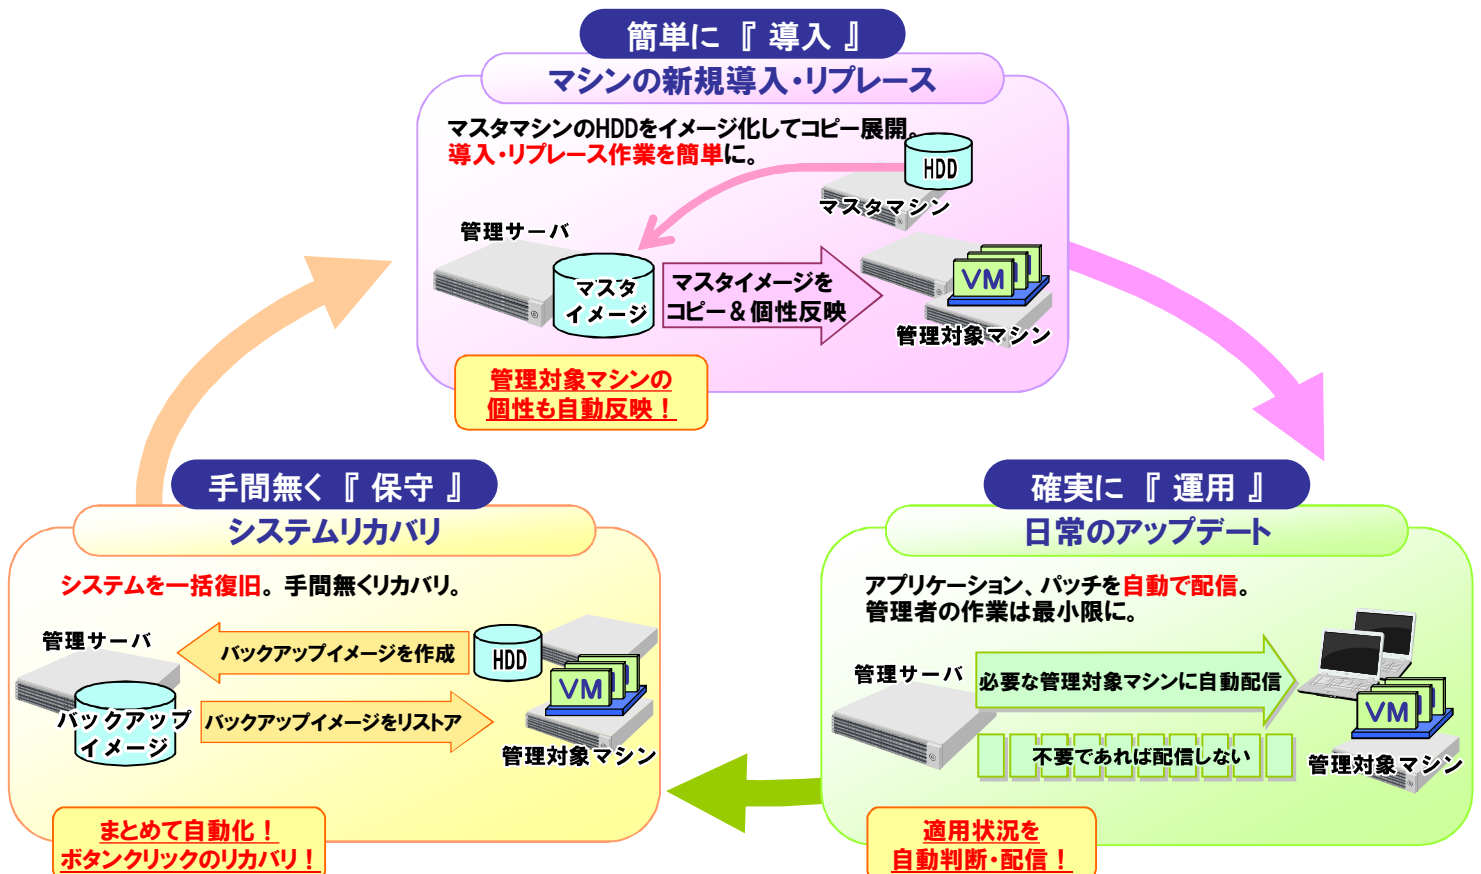 簡単に『 導入 』
マシンの新規導入・リプレース
マスタマシンのHDDをイメージ化してコピー展開。
導入・リプレース作業を簡単に。
HDD
マスタマシン
管理サーバ
マスタ
イメージ
マスタイメージを
コピー＆個性反映
VM
管理対象マシン
管理対象マシンの
個性も自動反映！
手間無く『 保守 』
システムリカバリ
システムを一括復旧。手間無くリカバリ。
管理サーバ
バックアップイメージを作成
HDD
VM
バックアップ
イメージ
バックアップイメージをリストア
管理対象マシン
まとめて自動化！
ボタンクリックのリカバリ！
確実に『 運用 』
日常のアップデート
アプリケーション、パッチを自動で配信。
管理者の作業は最小限に。
管理サーバ
必要な管理対象マシンに自動配信
VM
不要であれば配信しない
管理対象マシン
適用状況を
自動判断・配信！